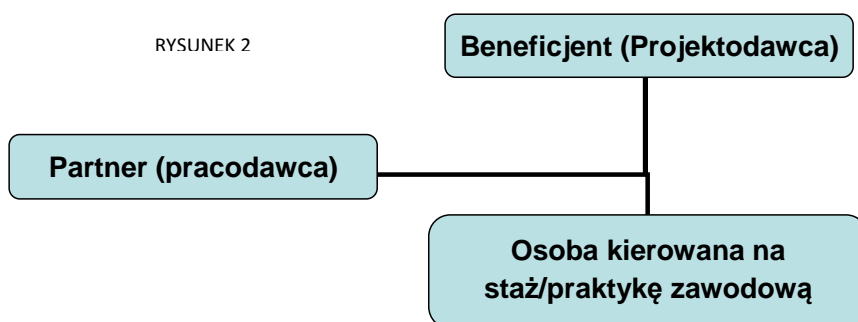 RYSUNEK 2
Beneficjent (Projektodawca)
Partner (pracodawca)
Osoba kierowana na
staż/praktykę zawodową